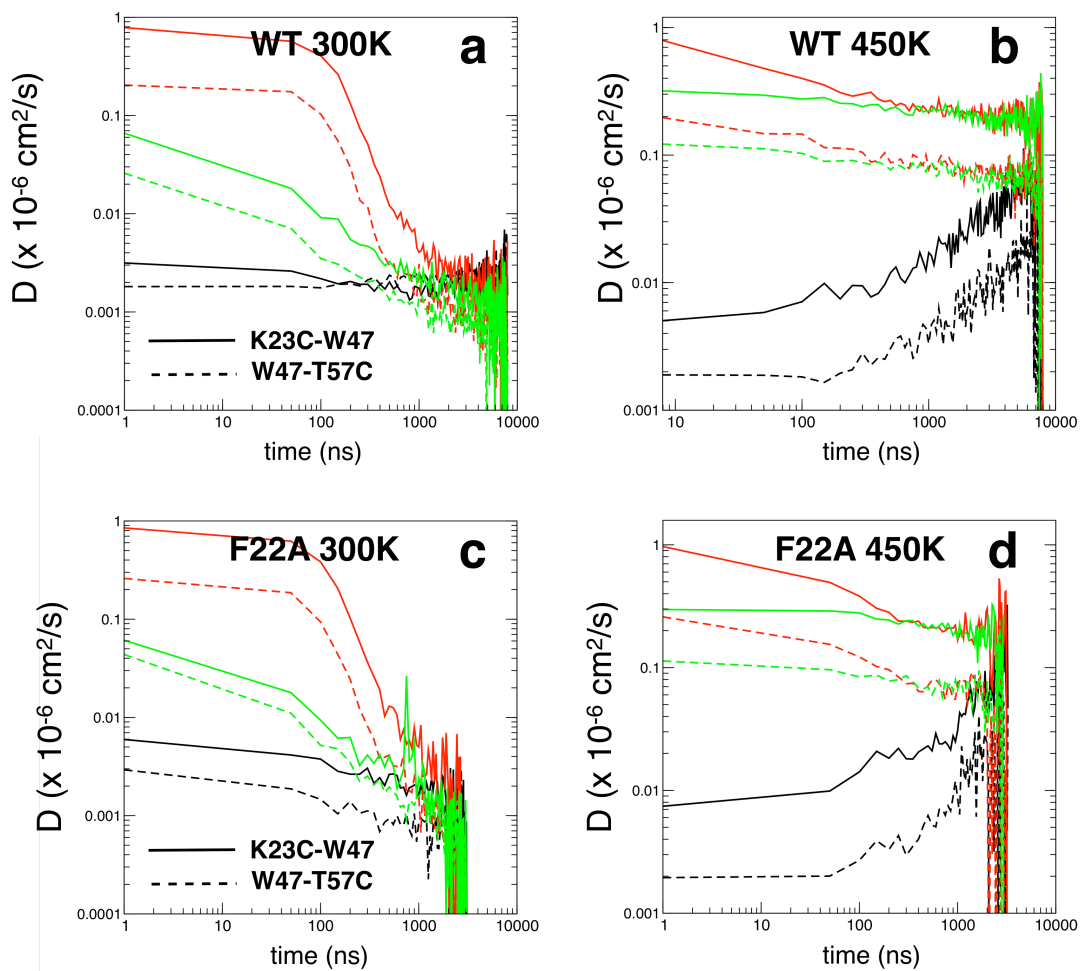 WT 300K a
1
0.1
0.01
0.001
0.0001
D (x 10-6 cm2/s)
K23C-W47
W47-T57C
1 10 100 1000 10000
time (ns)
WT 450K b
1
0.1
0.01
0.001
D (x 10-6 cm2/s)
10 100 1000 10000
time (ns)
F22A 300K c
1
0.1
0.01
0.001
0.0001
D (x 10-6 cm2/s)
K23C-W47
W47-T57C
1 10 100 1000 10000
time (ns)
F22A 450K d
1
0.1
0.01
0.001
D (x 10-6 cm2/s)
1 10 100 1000 10000
time (ns)